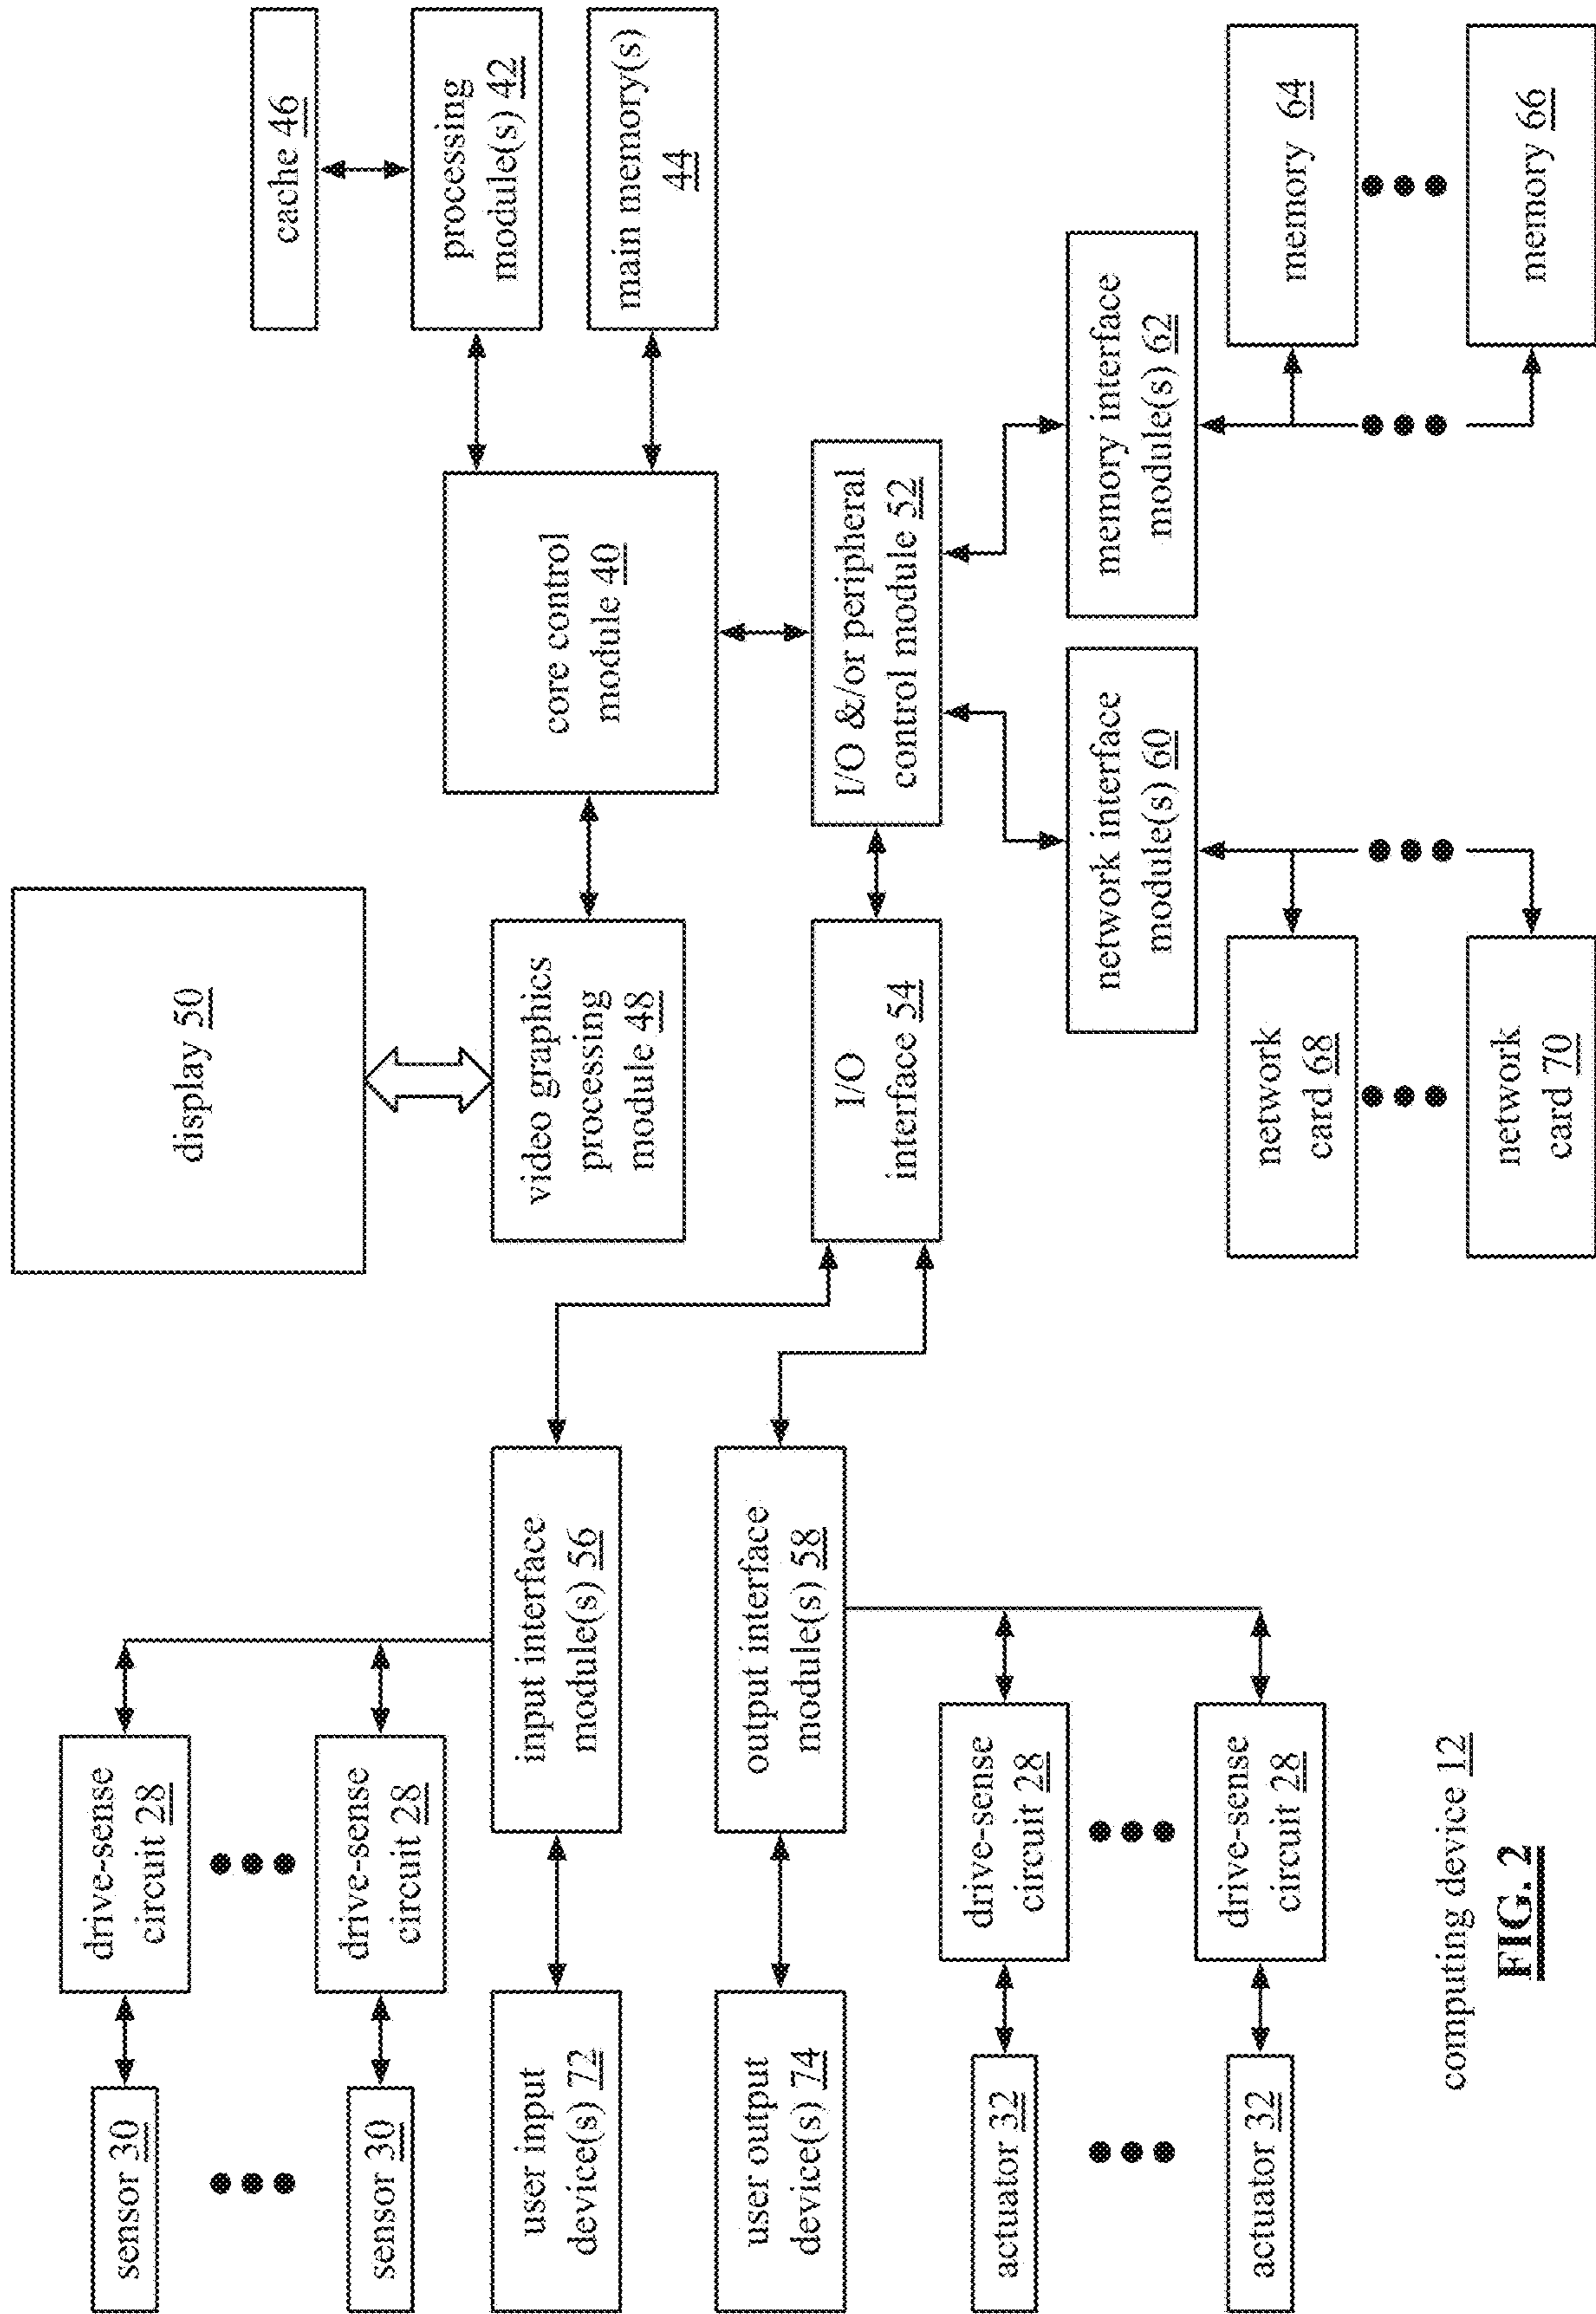 display 50
cache 46
processing
module(s) 42
main memory(s)
44
core control
module 40
video graphics
processing
module 48
I/O &/or peripheral
control module 52
I/O
interface 54
memory interface
module(s) 62
network interface
module(s) 60
memory 64
memory 66
network
card 68
network
card 70
input interface
module(s) 56
output interface
module(s) 58
drive-sense
circuit 28
drive-sense
circuit 28
sensor 30
sensor 30
user input
device(s) 72
user output
device(s) 74
drive-sense
circuit 28
drive-sense
circuit 28
actuator 32
actuator 32
computing device 12
FIG. 2